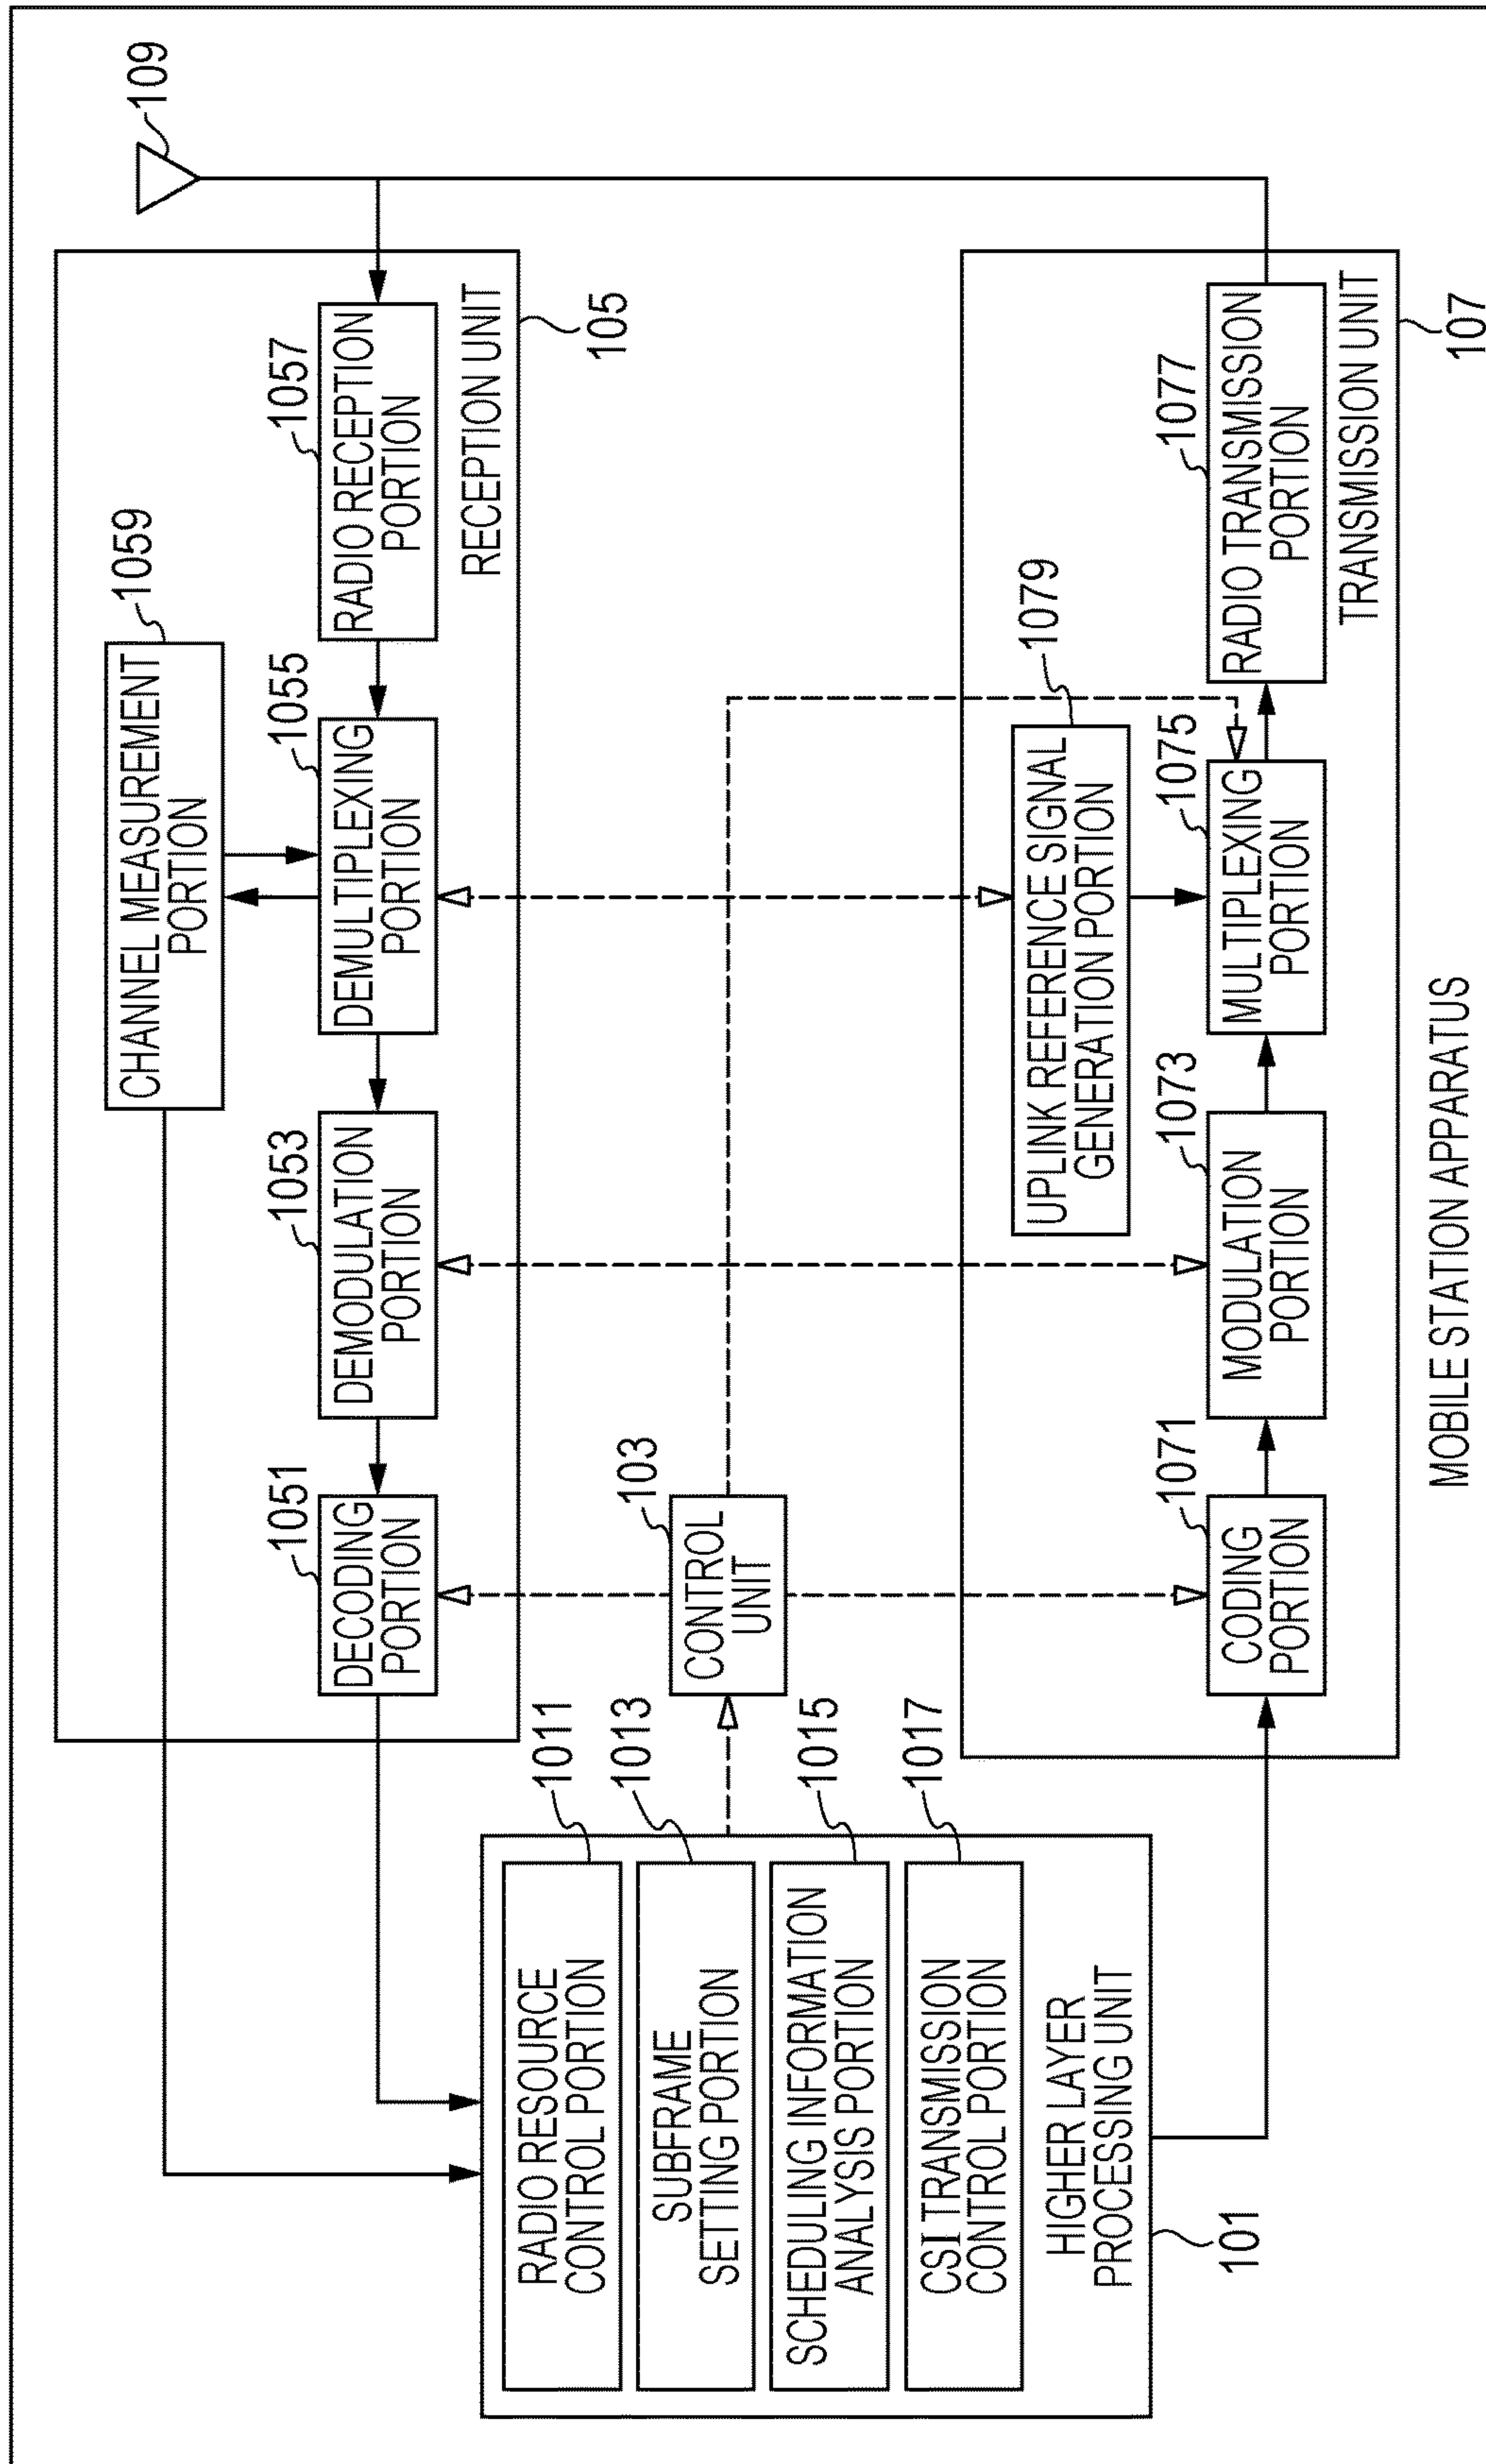 109
1059
CHANNEL MEASUREMENT
PORTION
1051
DECODING
PORTION
1053
DEMODULATION
PORTION
1055
DEMULTIPLEXING
PORTION
1057
RADIO RECEPTION
PORTION
RECEPTION UNIT
105
1011
RADIO RESOURCE
CONTROL PORTION
1013
SUBFRAME
SETTING PORTION
1015
SCHEDULING INFORMATION
ANALYSIS PORTION
1017
CSI TRANSMISSION
CONTROL PORTION
HIGHER LAYER
PROCESSING UNIT
101
103
CONTROL
UNIT
1079
UPLINK REFERENCE SIGNAL
GENERATION PORTION
1071
CODING
PORTION
1073
MODULATION
PORTION
1075
MULTIPLEXING
PORTION
1077
RADIO TRANSMISSION
PORTION
TRANSMISSION UNIT
107
MOBILE STATION APPARATUS